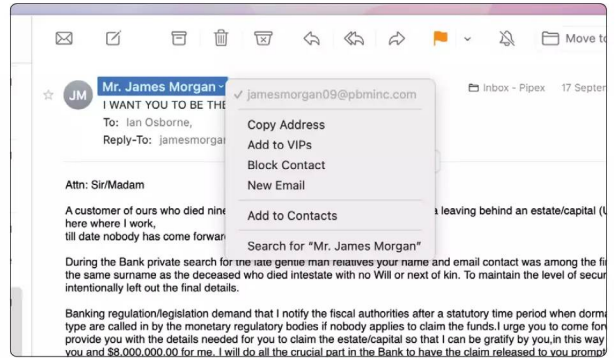 Move to
JM
Mr. James Morgan
jamesmorgan09@pbminc.com
Inbox - Pipex 17 Septem
I WANT YOU TO BE THE
To: Ian Osborne,
Reply-To: jamesmorga
Copy Address
Add to VIPs
Block Contact
New Email
Add to Contacts
Search for “Mr. James Morgan”
Attn: Sir/Madam
A customer of ours who died nine a leaving behind an estate/capital (U
here where I work,
till date nobody has come forwar
During the Bank private search for the late gentle man relatives your name and email contact was among the fi
the same surname as the deceased who died intestate with no Will or next of kin. To maintain the level of secur
intentionally left out the final details.
Banking regulation/legislation demand that I notify the fiscal authorities after a statutory time period when dorma
type are called in by the monetary regulatory bodies if nobody applies to claim the funds.I urge you to come for
provide you with the details needed for you to claim the estate/capital so that I can be gratify by you,in this way
you and $8,000,000.00 for me. I will do all the crucial part in the Bank to have the claim released to you promp